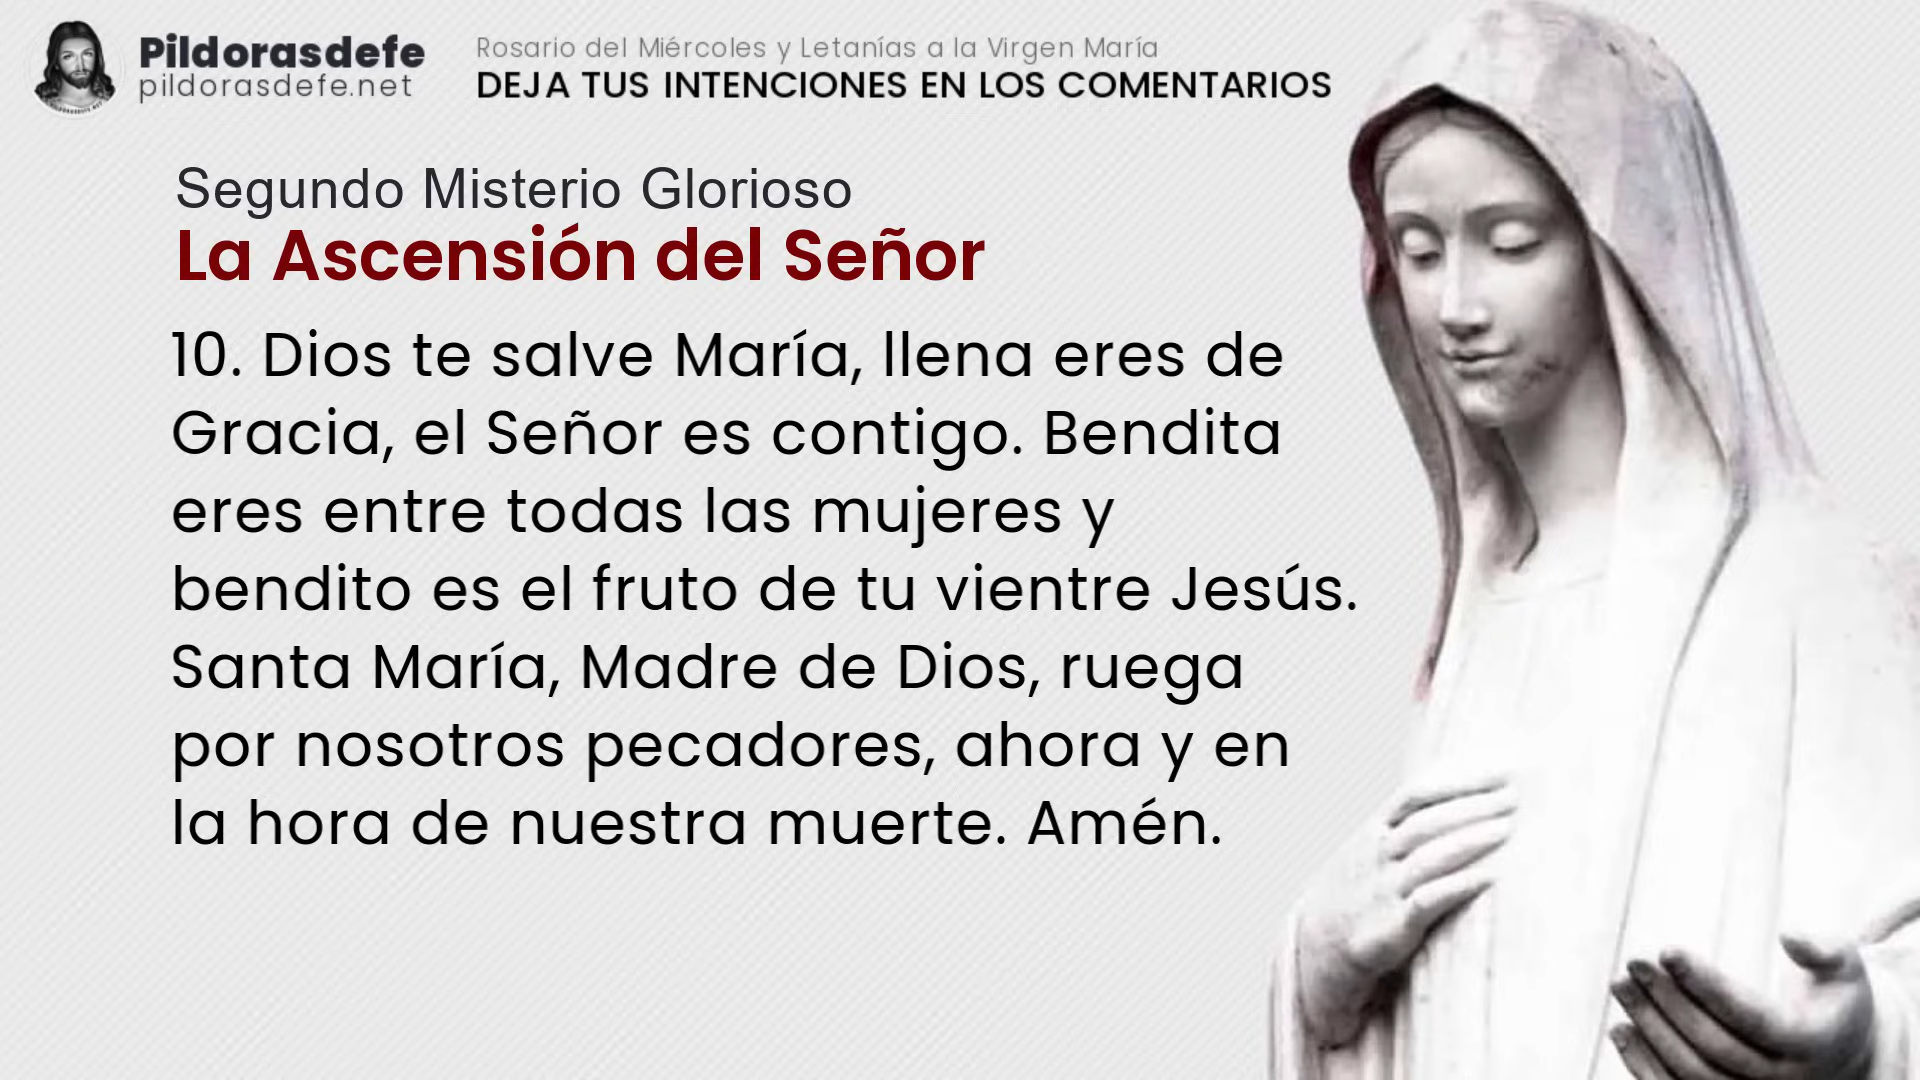 Pildorasdefe
pildorasdefe.net
Rosario del Miércoles y Letanías a la Virgen María
DEJA TUS INTENCIONES EN LOS COMENTARIOS
Segundo Misterio Glorioso
La Ascensión del Señor
10. Dios te salve María, llena eres de
Gracia, el Señor es contigo. Bendita
eres entre todas las mujeres y
bendito es el fruto de tu vientre Jesús.
Santa María, Madre de Dios, ruega
por nosotros pecadores, ahora y en
la hora de nuestra muerte. Amén.